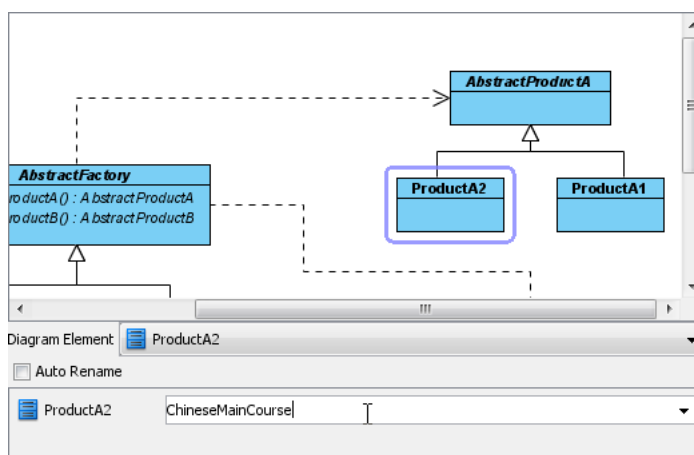 AbstractProductA
AbstractFactory
roductA() : AbstractProductA
roductB() : AbstractProductB
ProductA2
ProductA1
Diagram Element
ProductA2
Auto Rename
ProductA2
ChineseMainCourse